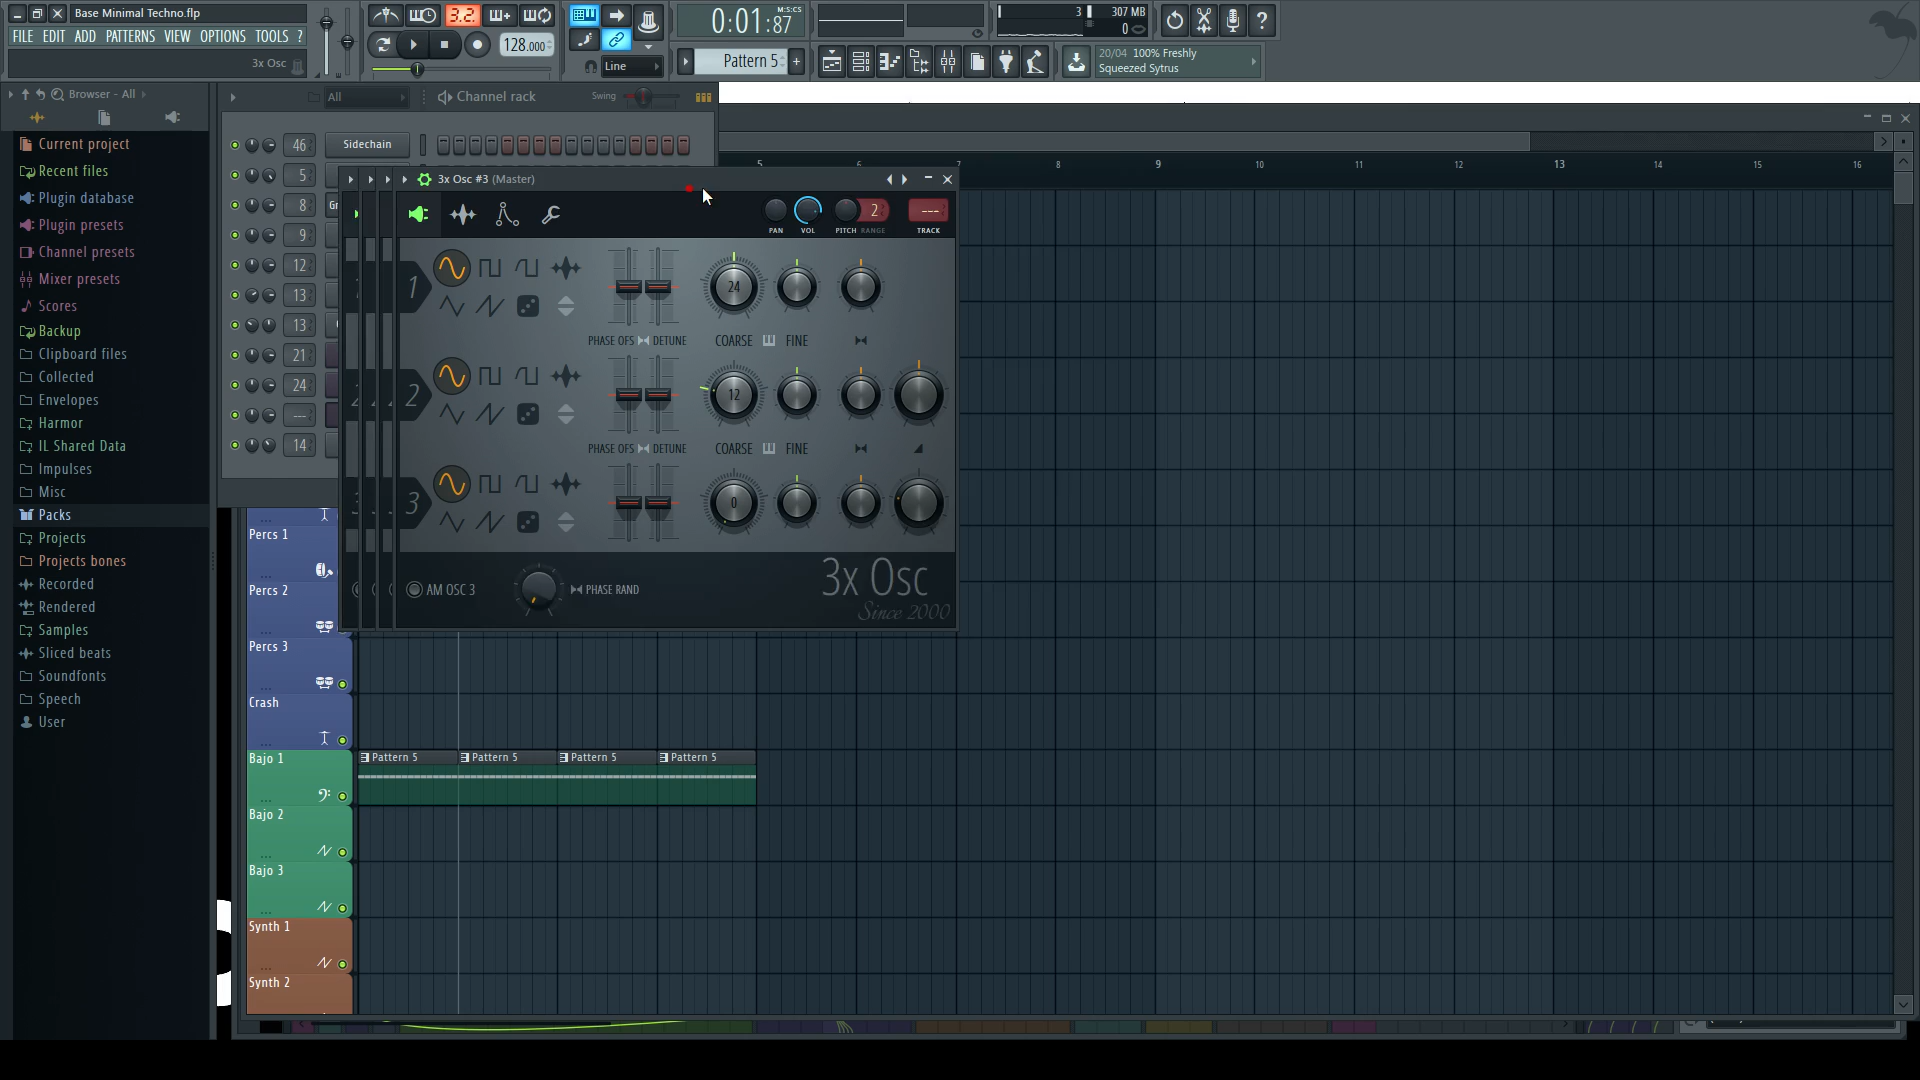 Base Minimal Techno.flp
FILE EDIT ADD PATTERNS VIEW OPTIONS TOOLS ?
3x Osc
3.2
128.000
Line
0:01:87
M:S:CS
Pattern 5
3
307 MB
0
20/04 100% Freshly
Squeezed Sytrus
Browser - All
Current project
Recent files
Plugin database
Plugin presets
Channel presets
Mixer presets
Scores
Backup
Clipboard files
Collected
Envelopes
Harmor
IL Shared Data
Impulses
Misc
Packs
Projects
Projects bones
Recorded
Rendered
Samples
Sliced beats
Soundfonts
Speech
User
All
Channel rack
Swing
46
Sidechain
5
8
Gr
9
12
13
13
21
24
---
14
3x Osc #3 (Master)
PAN
VOL
PITCH
RANGE
2
---
TRACK
1
24
PHASE OFS
DETUNE
COARSE
FINE
2
12
PHASE OFS
DETUNE
COARSE
FINE
3
0
AM OSC 3
PHASE RAND
3x Osc
Since 2000
5
6
7
8
9
10
11
12
13
14
15
16
Percs 1
Percs 2
Percs 3
Crash
Bajo 1
Pattern 5
Pattern 5
Pattern 5
Pattern 5
Bajo 2
Bajo 3
Synth 1
Synth 2